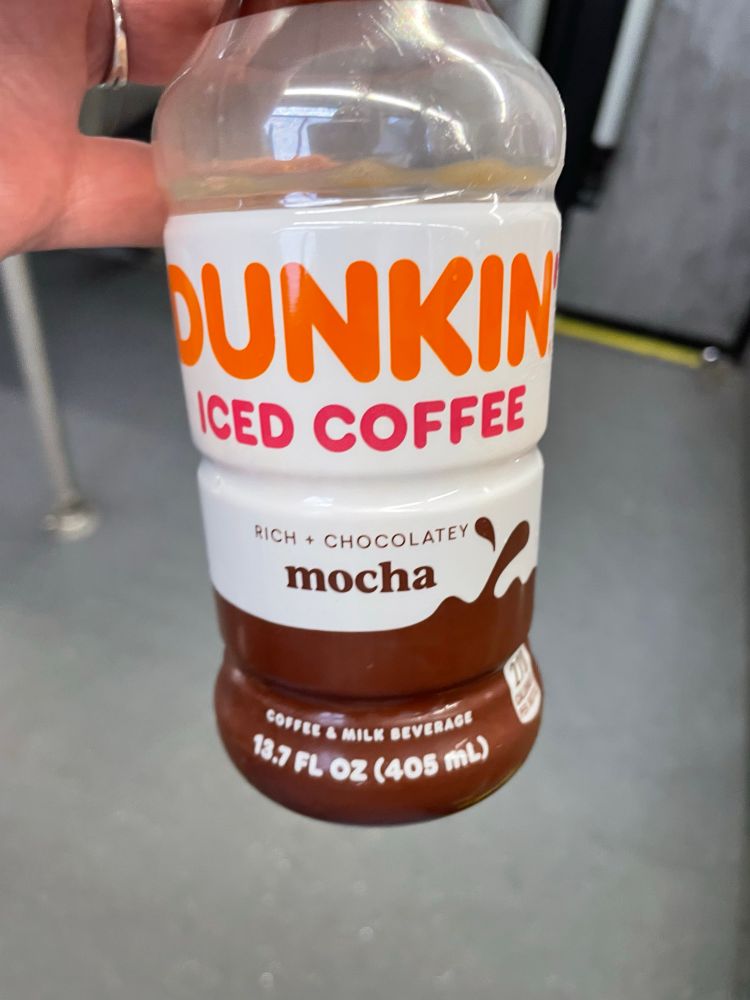 DUNKIN'
ICED COFFEE
RICH + CHOCOLATEY
mocha
COFFEE & MILK BEVERAGE
13.7 FL OZ (405 mL)